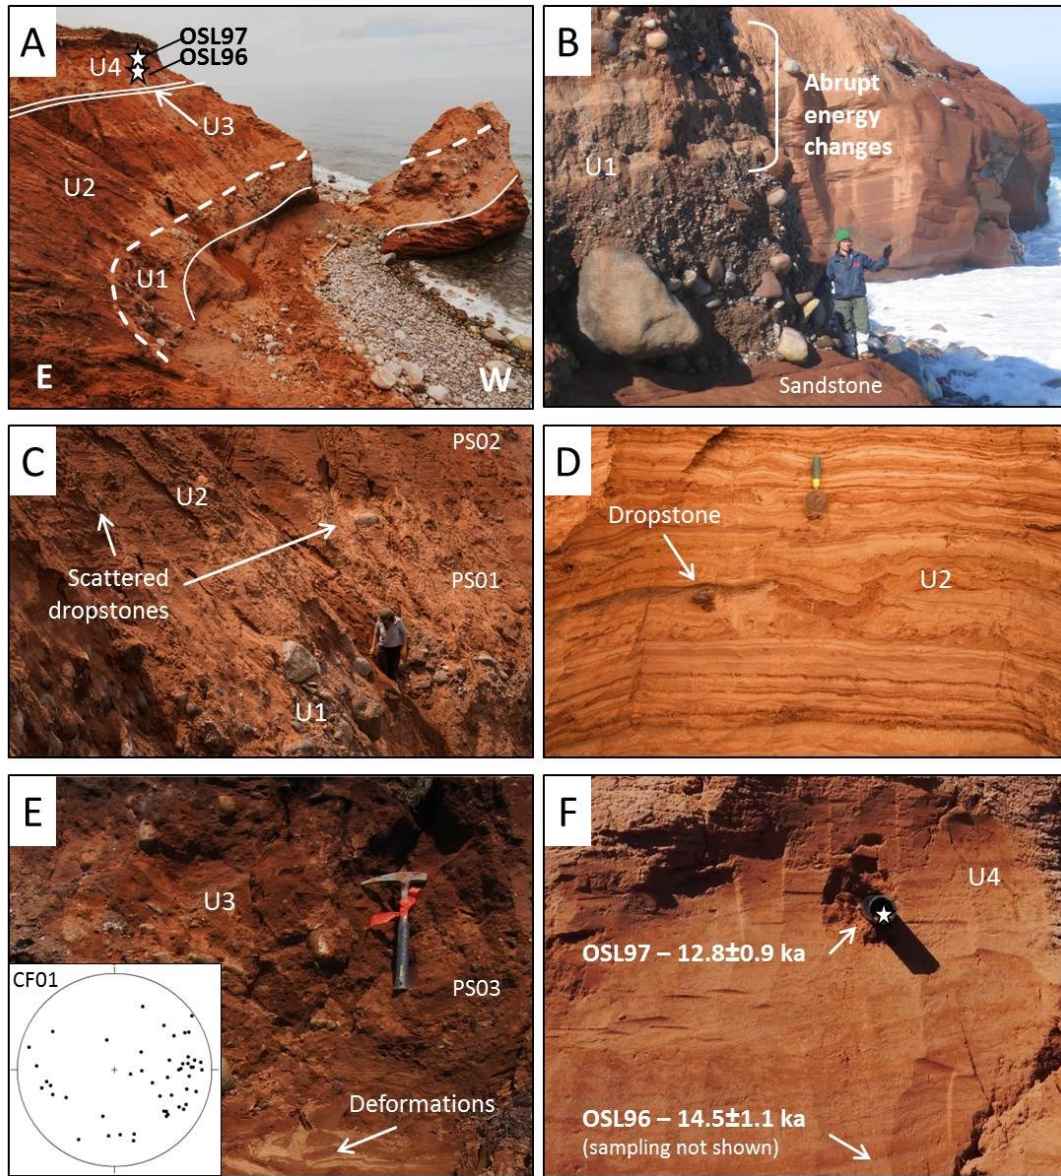 A
OSL97
OSL96
U4
U3
U2
U1
E
W
B
Abrupt
energy
changes
U1
Sandstone
C
PS02
U2
Scattered
dropstones
PS01
U1
D
Dropstone
U2
E
U3
PS03
CF01
Deformations
F
U4
OSL97 – 12.8±0.9 ka
OSL96 – 14.5±1.1 ka
(sampling not shown)